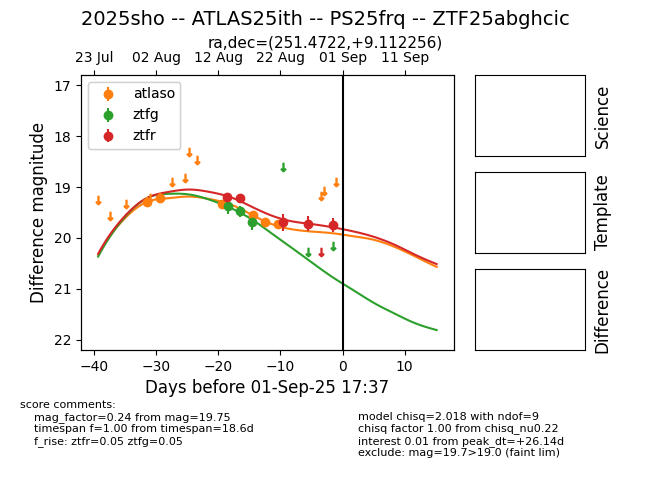 2025sho -- ATLAS25ith -- PS25frq -- ZTF25abghcic
ra,dec=(251.4722,+9.112556)
23 Jul 02 Aug 12 Aug 22 Aug 01 Sep 11 Sep
17
18
19
20
21
22
Difference magnitude
atlaso
ztfg
ztfr
−40 −30 −20 −10 0 10
Days before 01-Sep-25 17:37
Science
Template
Difference
score comments:
mag_factor=0.24 from mag=19.75
timespan f=1.00 from timespan=18.6d
f_rise: ztfr=0.05 ztfg=0.05
model chisq=2.018 with ndof=9
chisq factor 1.00 from chisq_nu0.22
interest 0.01 from peak_dt=+26.14d
exclude: mag=19.7>19.0 (faint lim)